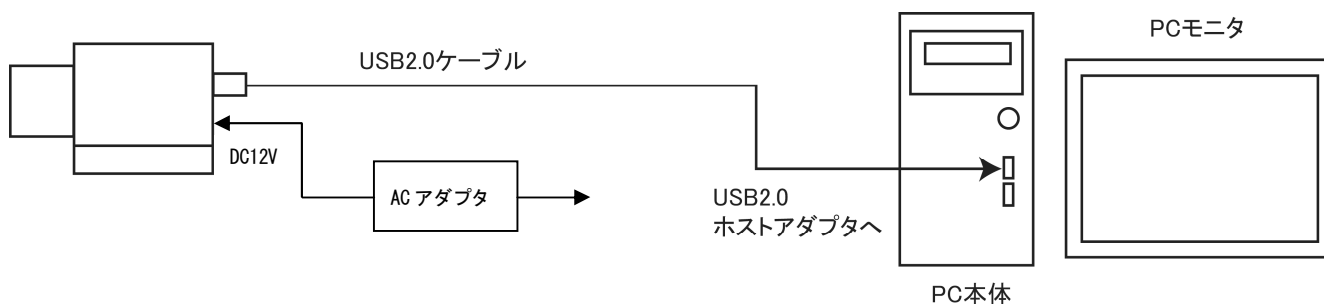 PCモニタ
USB2.0ケーブル
DC12V
AC アダプタ
USB2.0
ホストアダプタへ
PC本体